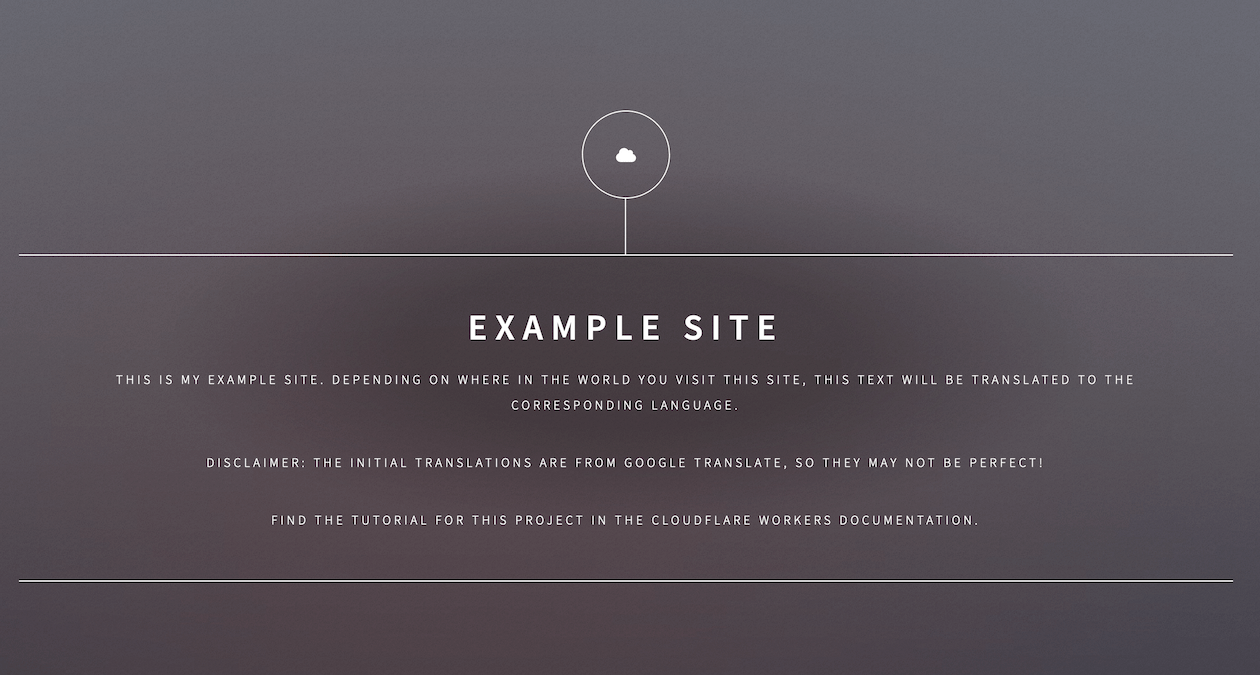 EXAMPLE SITE
THIS IS MY EXAMPLE SITE. DEPENDING ON WHERE IN THE WORLD YOU VISIT THIS SITE, THIS TEXT WILL BE TRANSLATED TO THE
CORRESPONDING LANGUAGE.
DISCLAIMER: THE INITIAL TRANSLATIONS ARE FROM GOOGLE TRANSLATE, SO THEY MAY NOT BE PERFECT!
FIND THE TUTORIAL FOR THIS PROJECT IN THE CLOUDFLARE WORKERS DOCUMENTATION.